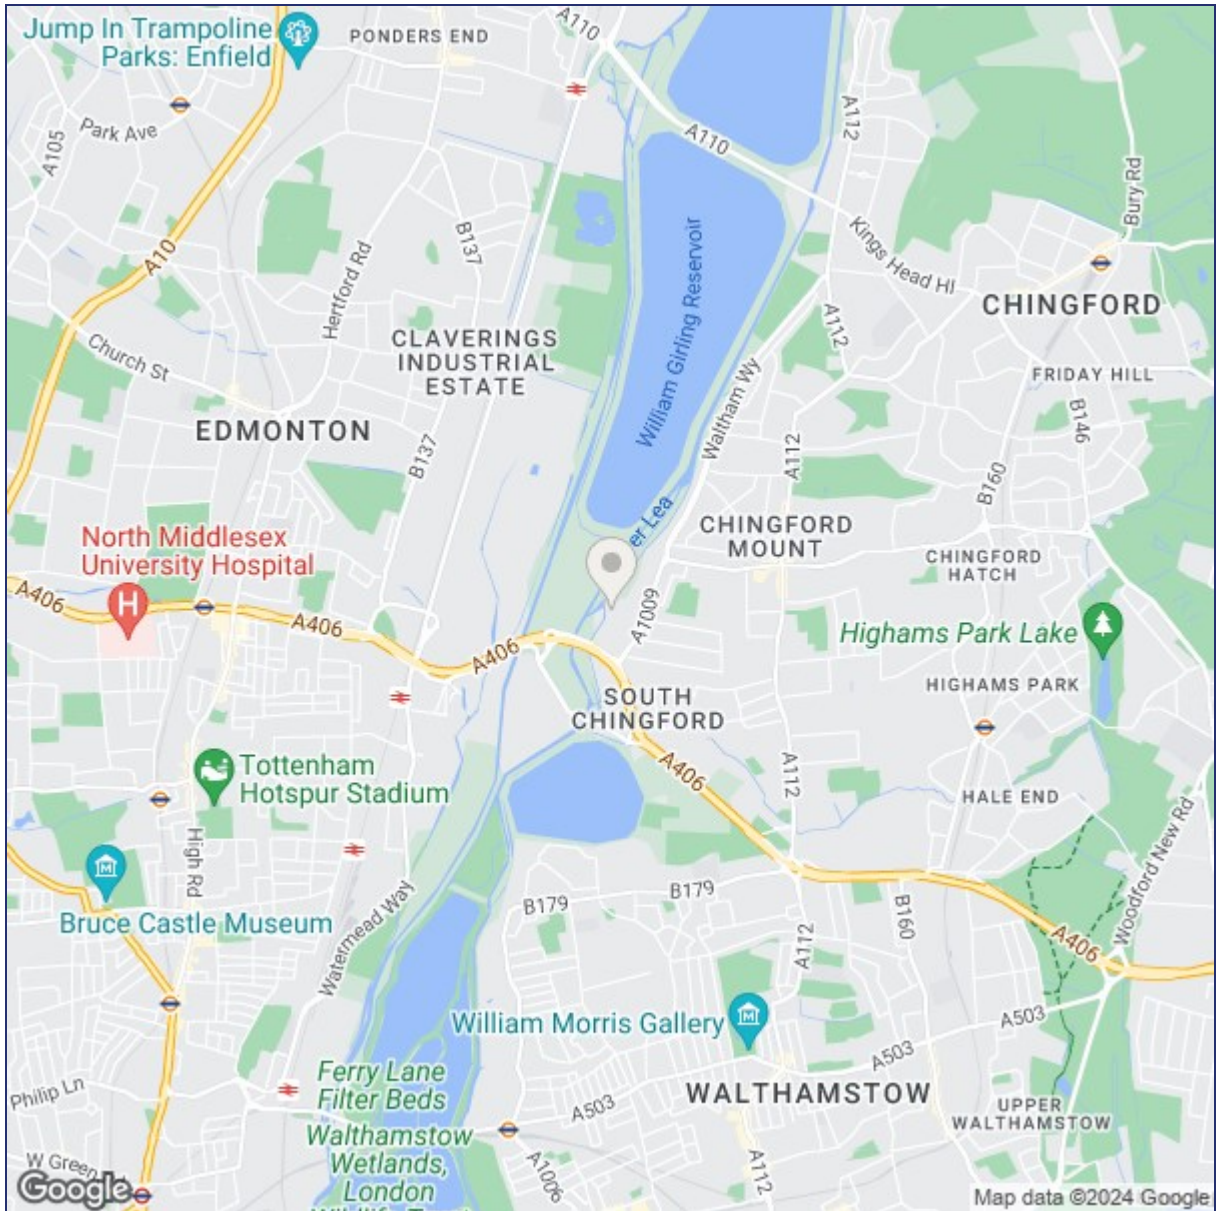 Jump In Trampoline
Parks: Enfield
PONDERS END
A110
A112
Park Ave
A105
A110
Bury Rd
A10
B137
Hertford Rd
William Girling Reservoir
Kings Head Hl
CHINGFORD
A112
CLAVERINGS
INDUSTRIAL
ESTATE
Church St
FRIDAY HILL
Waltham Wy
B146
EDMONTON
B137
A112
B160
North Middlesex
University Hospital
er Lea
CHINGFORD
MOUNT
CHINGFORD
HATCH
A406
H
A406
A406
A1009
Highams Park Lake
SOUTH
CHINGFORD
HIGHAMS PARK
Tottenham
Hotspur Stadium
A406
A112
HALE END
High Rd
Woodford New Rd
B179
B179
B160
Bruce Castle Museum
Watermead Way
A112
A406
William Morris Gallery
A503
A503
Ferry Lane
Filter Beds
Philip Ln
A503
WALTHAMSTOW
UPPER
WALTHAMSTOW
Walthamstow
Wetlands,
London
W Green
A1006
A112
Google
Map data ©2024 Google